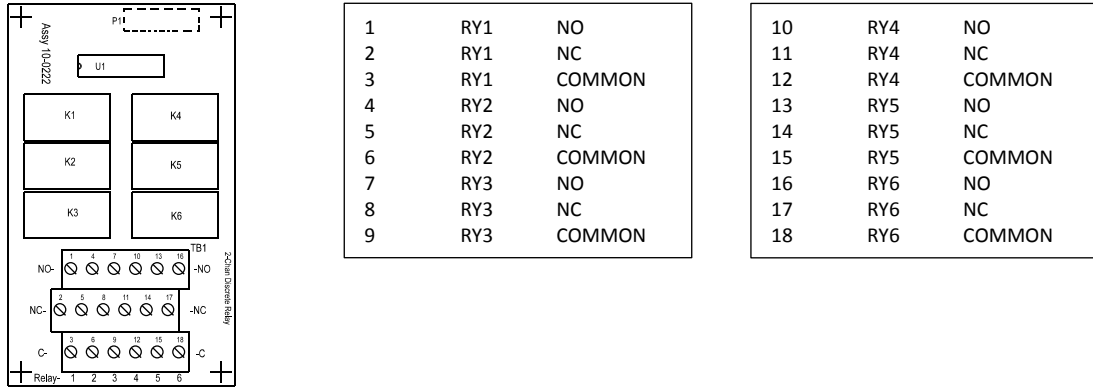 P1
Assy 10-0222
U1
K1 K4
K2 K5
K3 K6
TB1
1 4 7 10 13 16
NO- -NO
2 5 8 11 14 17
NC- -NC
3 6 9 12 15 18
C- -C
Relay- 1 2 3 4 5 6
2-Chan Discrete Relay
1 RY1 NO
2 RY1 NC
3 RY1 COMMON
4 RY2 NO
5 RY2 NC
6 RY2 COMMON
7 RY3 NO
8 RY3 NC
9 RY3 COMMON
10 RY4 NO
11 RY4 NC
12 RY4 COMMON
13 RY5 NO
14 RY5 NC
15 RY5 COMMON
16 RY6 NO
17 RY6 NC
18 RY6 COMMON